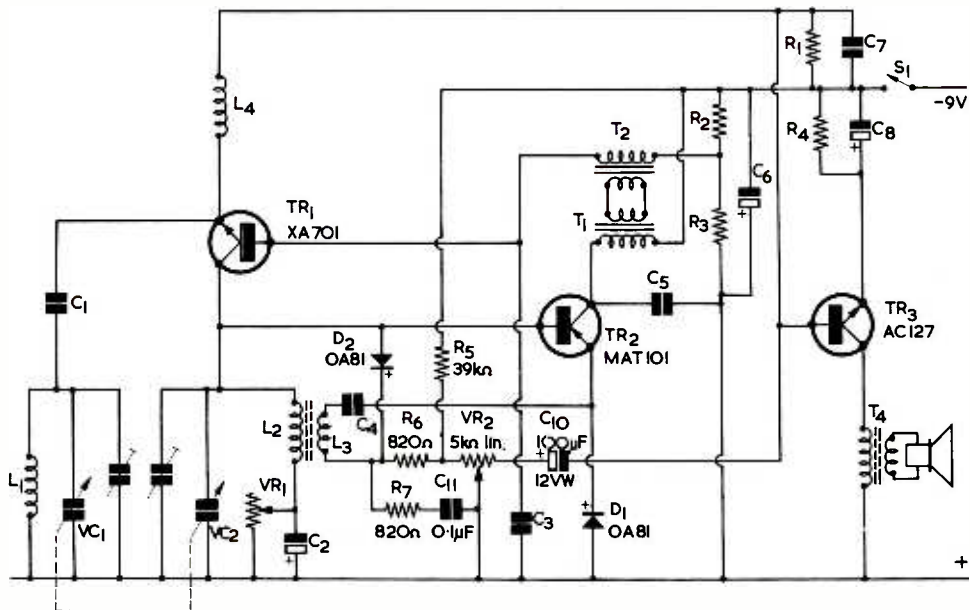 R1
C7
S1
-9V
L4
R2
R4
C8
T2
C6
TR1
XA701
T1
R3
C1
C5
TR3
AC127
D2
OA81
TR2
MAT101
R5
39kΩ
L2
L3
C4
R6
820Ω
VR2
5kΩ lin.
C10
100μF
12VW
T4
L1
VC1
VC2
VR1
C2
R7
820Ω
C11
0·1μF
C3
D1
OA81
+